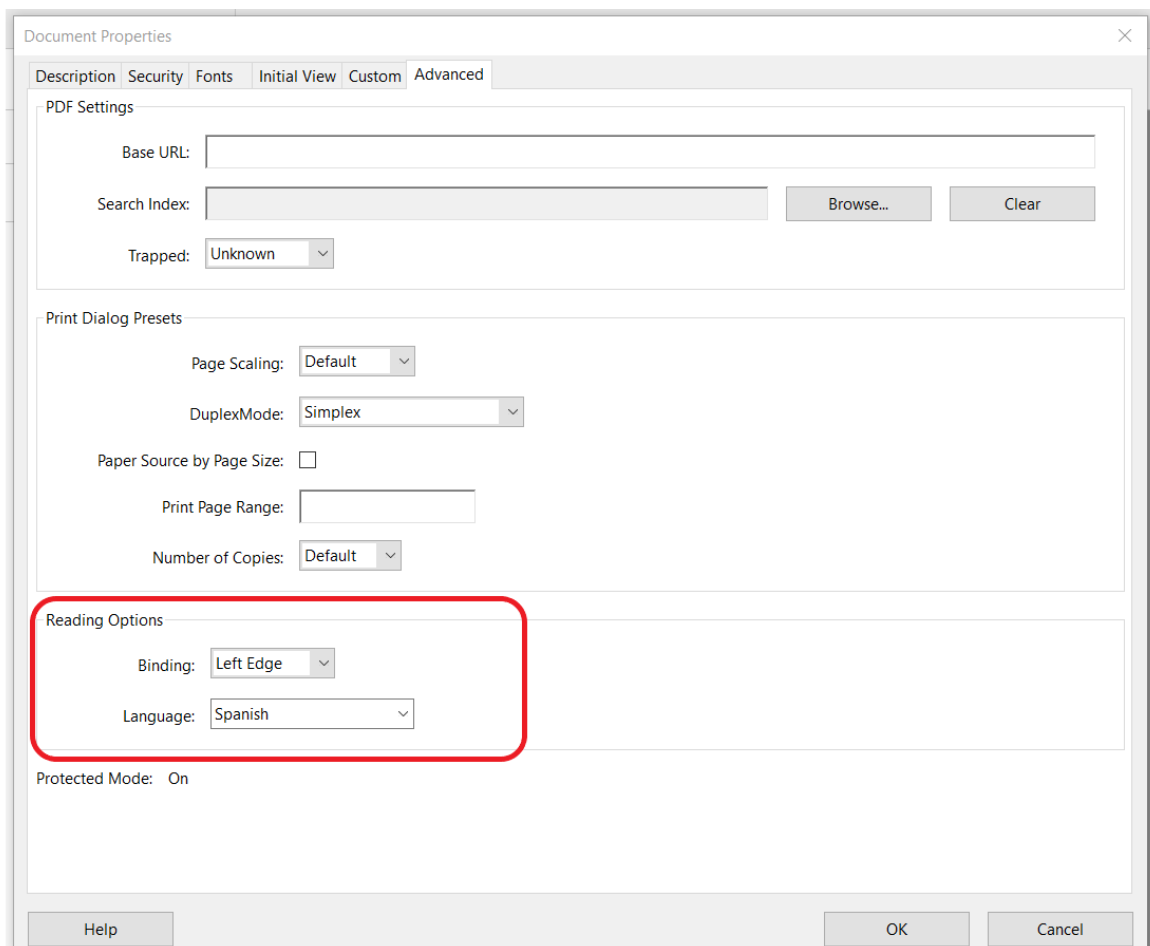 Document Properties
Description Security Fonts Initial View Custom Advanced
PDF Settings
Base URL:
Search Index: Browse... Clear
Trapped: Unknown
Print Dialog Presets
Page Scaling: Default
DuplexMode: Simplex
Paper Source by Page Size:
Print Page Range:
Number of Copies: Default
Reading Options
Binding: Left Edge
Language: Spanish
Protected Mode: On
Help OK Cancel